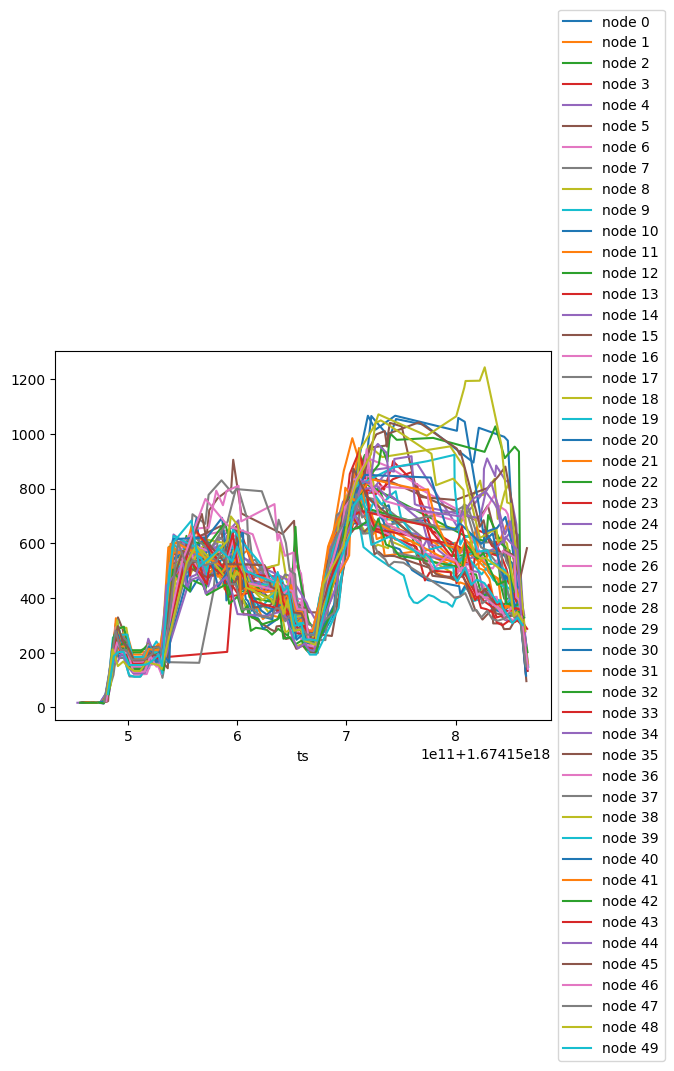 1200
1000
800
600
400
200
0
5 6 7 8
ts
1e11+1.67415e18
node 0
node 1
node 2
node 3
node 4
node 5
node 6
node 7
node 8
node 9
node 10
node 11
node 12
node 13
node 14
node 15
node 16
node 17
node 18
node 19
node 20
node 21
node 22
node 23
node 24
node 25
node 26
node 27
node 28
node 29
node 30
node 31
node 32
node 33
node 34
node 35
node 36
node 37
node 38
node 39
node 40
node 41
node 42
node 43
node 44
node 45
node 46
node 47
node 48
node 49